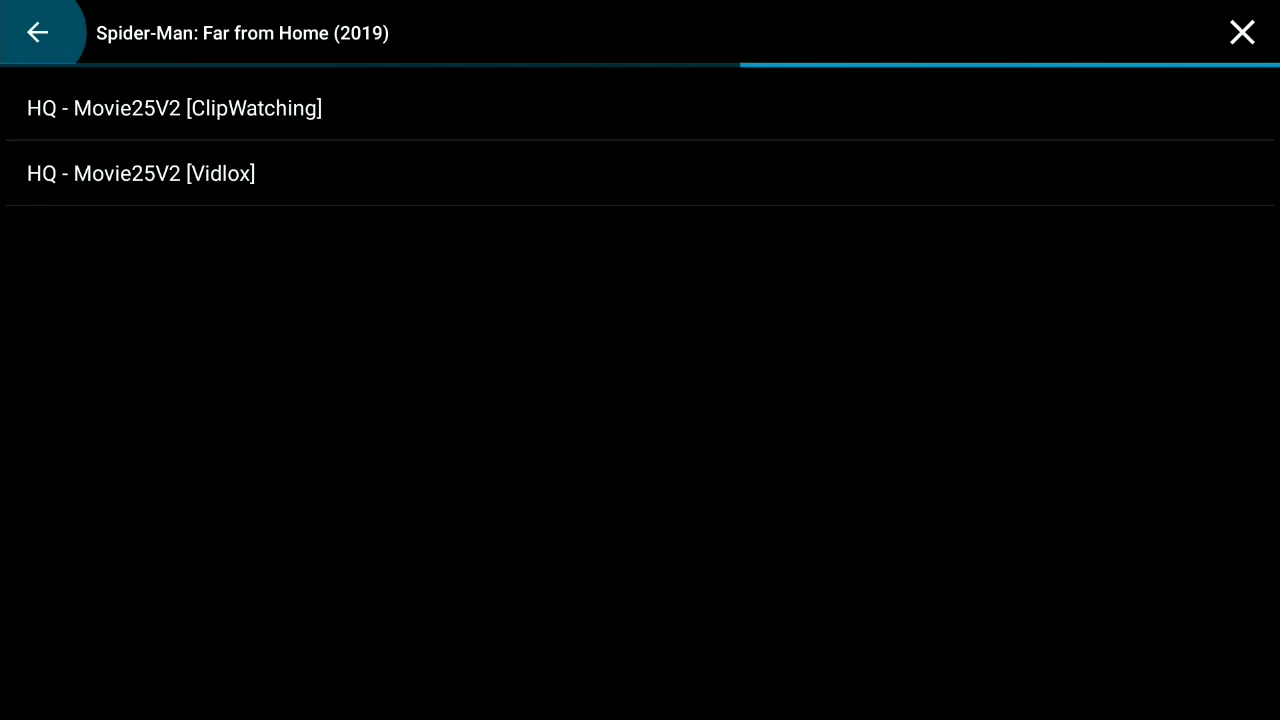 Spider-Man: Far from Home (2019)
HQ - Movie25V2 [ClipWatching]
HQ - Movie25V2 [Vidlox]